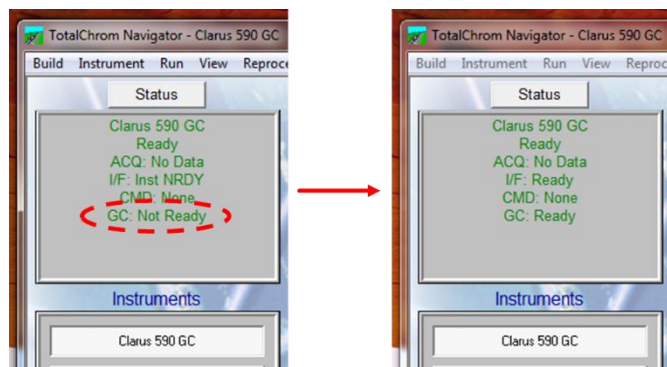 TotalChrom Navigator - Clarus 590 GC
Build Instrument Run View Reproce
Status
Clarus 590 GC
Ready
ACQ: No Data
I/F: Inst NRDY
CMD: None
GC: Not Ready
Instruments
Clarus 590 GC
TotalChrom Navigator - Clarus 590 GC
Build Instrument Run View Reproc
Status
Clarus 590 GC
Ready
ACQ: No Data
I/F: Ready
CMD: None
GC: Ready
Instruments
Clarus 590 GC